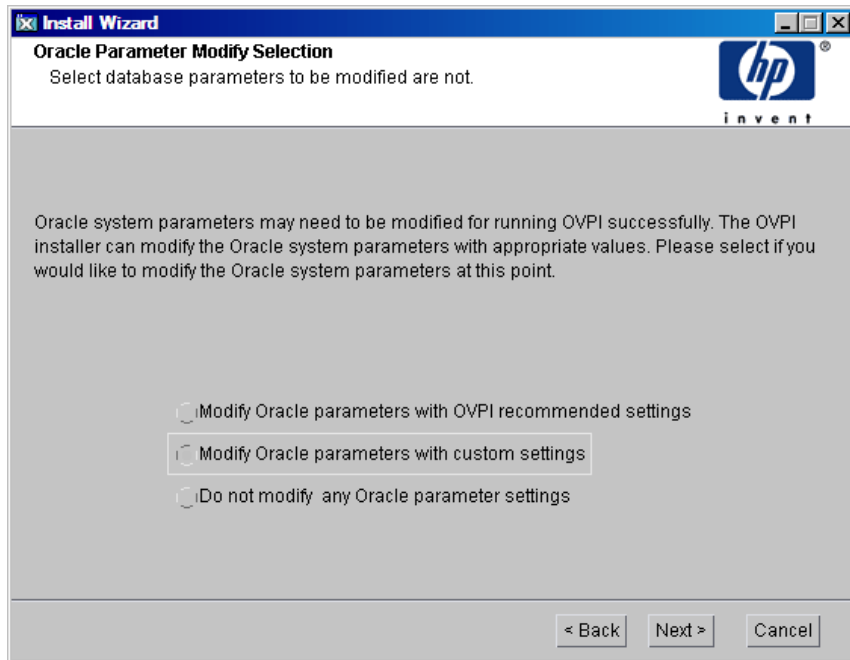 Install Wizard
Oracle Parameter Modify Selection
Select database parameters to be modified are not.
hp
®
invent
Oracle system parameters may need to be modified for running OVPI successfully. The OVPI
installer can modify the Oracle system parameters with appropriate values. Please select if you
would like to modify the Oracle system parameters at this point.
Modify Oracle parameters with OVPI recommended settings
Modify Oracle parameters with custom settings
Do not modify any Oracle parameter settings
< Back Next > Cancel